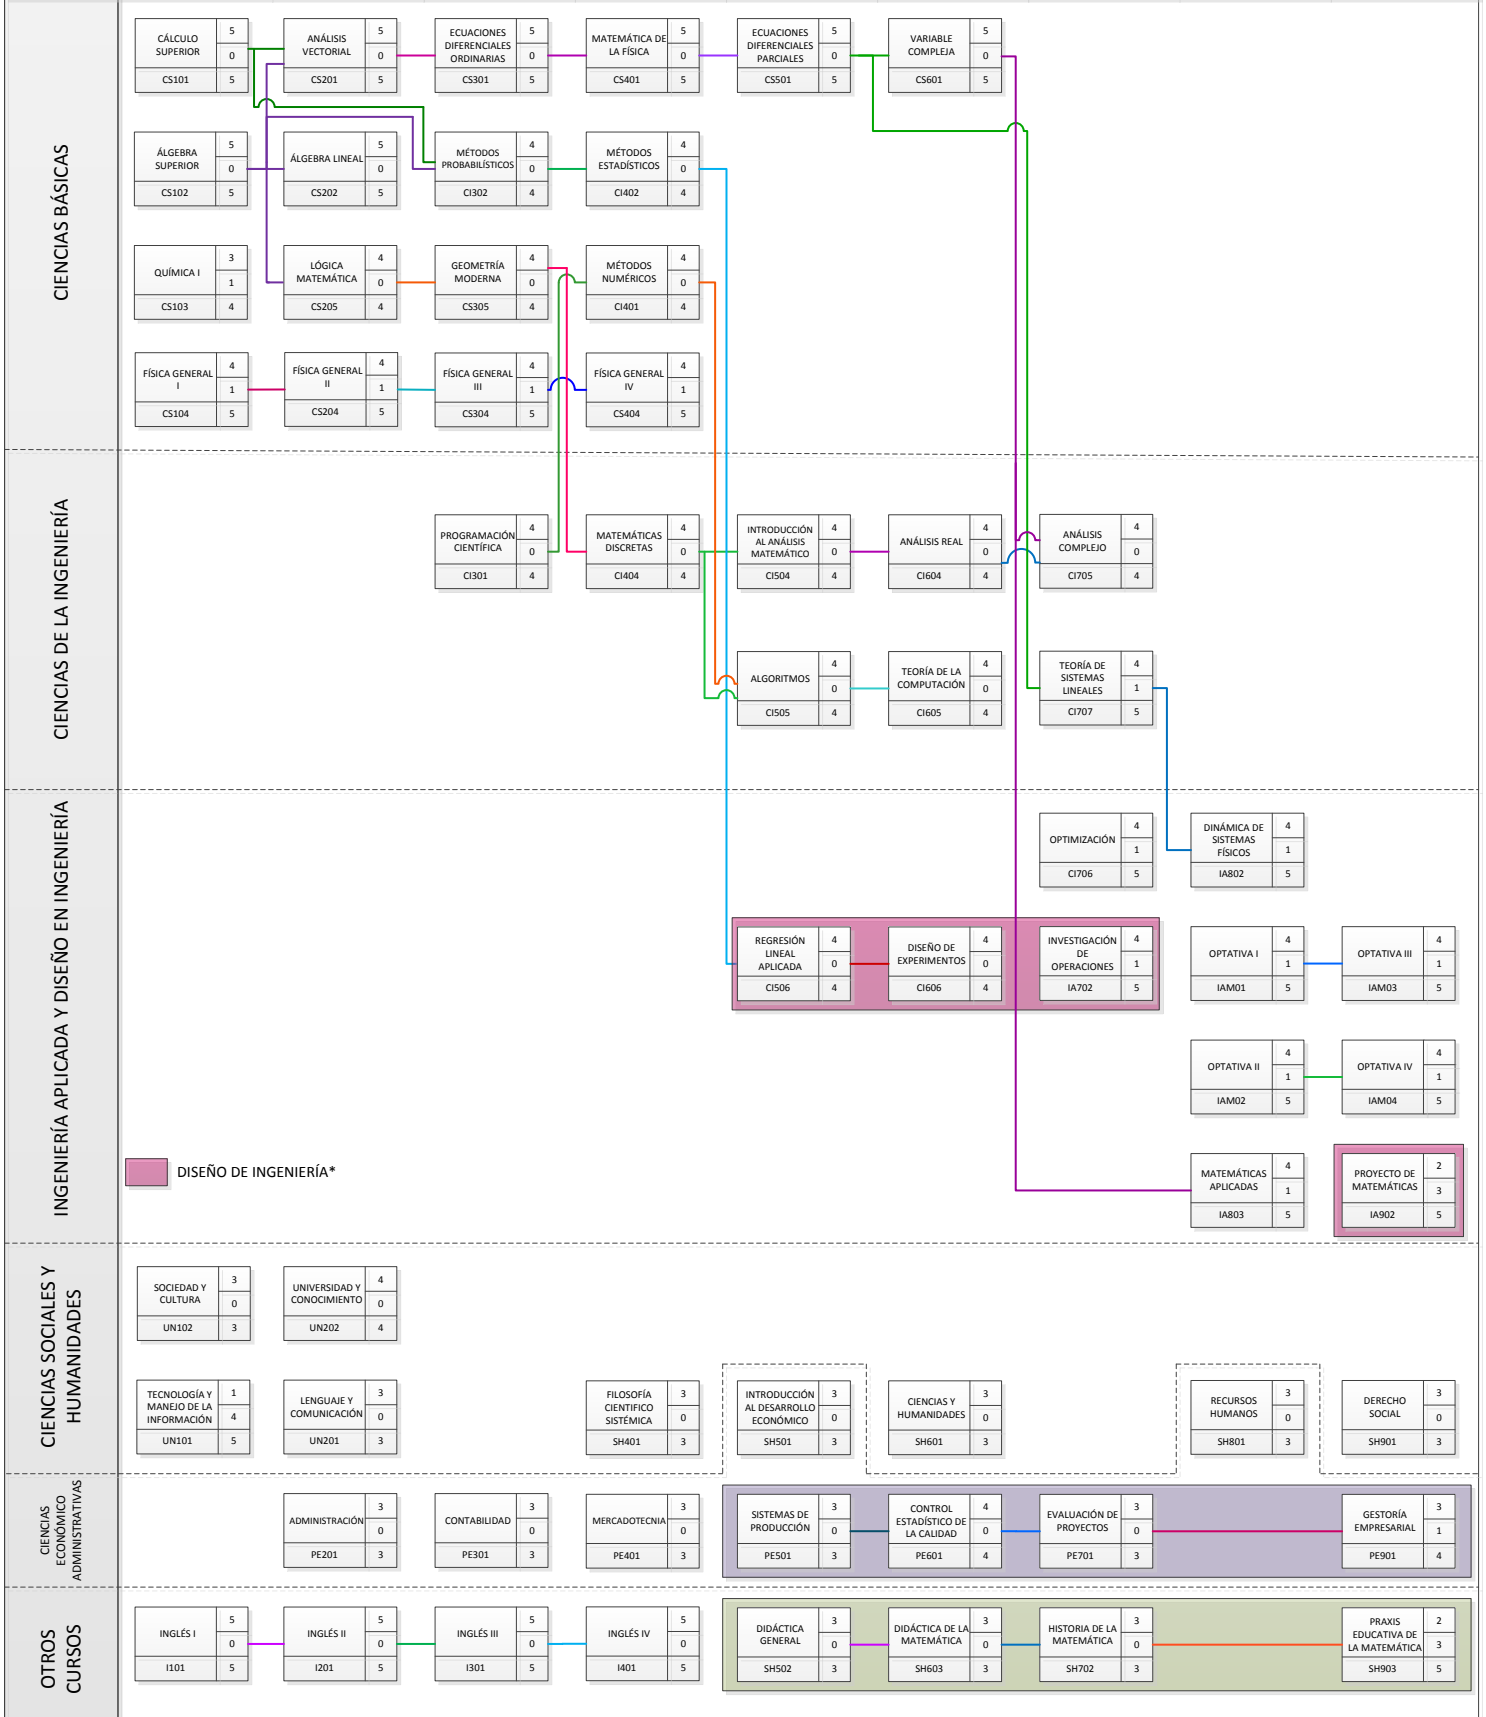 CIENCIAS BÁSICAS
CÁLCULO
SUPERIOR
5
0
CS101
5
ANÁLISIS
VECTORIAL
5
0
CS201
5
ECUACIONES
DIFERENCIALES
ORDINARIAS
5
0
CS301
5
MATEMÁTICA DE
LA FÍSICA
5
0
CS401
5
ECUACIONES
DIFERENCIALES
PARCIALES
5
0
CS501
5
VARIABLE
COMPLEJA
5
0
CS601
5
ÁLGEBRA
SUPERIOR
5
0
CS102
5
ÁLGEBRA LINEAL
5
0
CS202
5
MÉTODOS
PROBABILÍSTICOS
4
0
CI302
4
MÉTODOS
ESTADÍSTICOS
4
0
CI402
4
QUÍMICA I
3
1
CS103
4
LÓGICA
MATEMÁTICA
4
0
CS205
4
GEOMETRÍA
MODERNA
4
0
CS305
4
MÉTODOS
NUMÉRICOS
4
0
CI401
4
FÍSICA GENERAL
I
4
1
CS104
5
FÍSICA GENERAL
II
4
1
CS204
5
FÍSICA GENERAL
III
4
1
CS304
5
FÍSICA GENERAL
IV
4
1
CS404
5
CIENCIAS DE LA INGENIERÍA
PROGRAMACIÓN
CIENTÍFICA
4
0
CI301
4
MATEMÁTICAS
DISCRETAS
4
0
CI404
4
INTRODUCCIÓN
AL ANÁLISIS
MATEMÁTICO
4
0
CI504
4
ANÁLISIS REAL
4
0
CI604
4
ANÁLISIS
COMPLEJO
4
0
CI705
4
ALGORITMOS
4
0
CI505
4
TEORÍA DE LA
COMPUTACIÓN
4
0
CI605
4
TEORÍA DE
SISTEMAS
LINEALES
4
1
CI707
5
INGENIERÍA APLICADA Y DISEÑO EN INGENIERÍA
OPTIMIZACIÓN
4
1
CI706
5
DINÁMICA DE
SISTEMAS
FÍSICOS
4
1
IA802
5
REGRESIÓN
LINEAL
APLICADA
4
0
CI506
4
DISEÑO DE
EXPERIMENTOS
4
0
CI606
4
INVESTIGACIÓN
DE
OPERACIONES
4
1
IA702
5
OPTATIVA I
4
1
IAM01
5
OPTATIVA III
4
1
IAM03
5
OPTATIVA II
4
1
IAM02
5
OPTATIVA IV
4
1
IAM04
5
DISEÑO DE INGENIERÍA*
MATEMÁTICAS
APLICADAS
4
1
IA803
5
PROYECTO DE
MATEMÁTICAS
2
3
IA902
5
CIENCIAS SOCIALES Y
HUMANIDADES
SOCIEDAD Y
CULTURA
3
0
UN102
3
UNIVERSIDAD Y
CONOCIMIENTO
4
0
UN202
4
TECNOLOGÍA Y
MANEJO DE LA
INFORMACIÓN
1
4
UN101
5
LENGUAJE Y
COMUNICACIÓN
3
0
UN201
3
FILOSOFÍA
CIENTIFICO
SISTÉMICA
3
0
SH401
3
INTRODUCCIÓN
AL DESARROLLO
ECONÓMICO
3
0
SH501
3
CIENCIAS Y
HUMANIDADES
3
0
SH601
3
RECURSOS
HUMANOS
3
0
SH801
3
DERECHO
SOCIAL
3
0
SH901
3
CIENCIAS
ECONÓMICO
ADMINISTRATIVAS
ADMINISTRACIÓN
3
0
PE201
3
CONTABILIDAD
3
0
PE301
3
MERCADOTECNIA
3
0
PE401
3
SISTEMAS DE
PRODUCCIÓN
3
0
PE501
3
CONTROL
ESTADÍSTICO DE
LA CALIDAD
4
0
PE601
4
EVALUACIÓN DE
PROYECTOS
3
0
PE701
3
GESTORÍA
EMPRESARIAL
3
1
PE901
4
OTROS
CURSOS
INGLÉS I
5
0
I101
5
INGLÉS II
5
0
I201
5
INGLÉS III
5
0
I301
5
INGLÉS IV
5
0
I401
5
DIDÁCTICA
GENERAL
3
0
SH502
3
DIDÁCTICA DE LA
MATEMÁTICA
3
0
SH603
3
HISTORIA DE LA
MATEMÁTICA
3
0
SH702
3
PRAXIS
EDUCATIVA DE
LA MATEMÁTICA
2
3
SH903
5